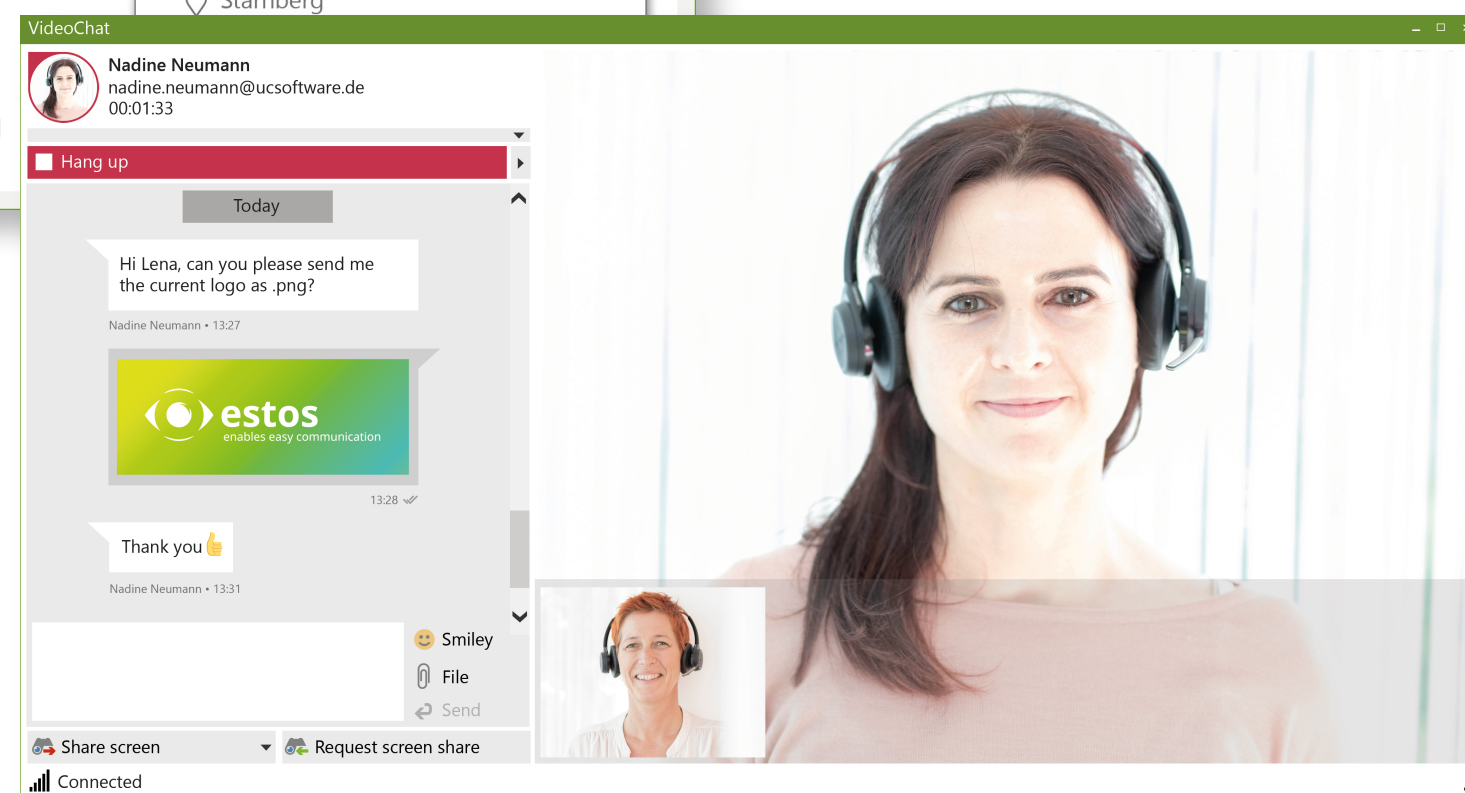 Starnberg
VideoChat
Nadine Neumann
nadine.neumann@ucsoftware.de
00:01:33
Hang up
Today
Hi Lena, can you please send me
the current logo as .png?
Nadine Neumann • 13:27
estos
enables easy communication
13:28
Thank you👍
Nadine Neumann • 13:31
Smiley
File
Send
Share screen
Request screen share
Connected